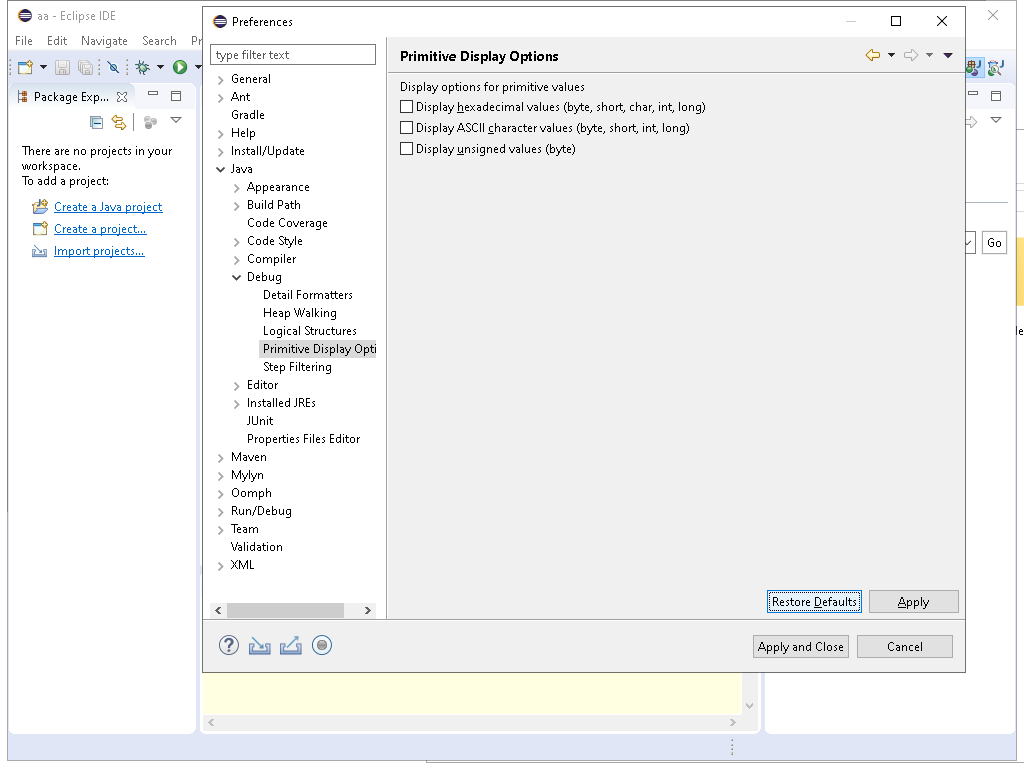 aa - Eclipse IDE
File Edit Navigate Search Pr
Package Exp...
There are no projects in your
workspace.
To add a project:
Create a Java project
Create a project...
Import projects...
Preferences
type filter text
General
Ant
Gradle
Help
Install/Update
Java
Appearance
Build Path
Code Coverage
Code Style
Compiler
Debug
Detail Formatters
Heap Walking
Logical Structures
Primitive Display Opti
Step Filtering
Editor
Installed JREs
JUnit
Properties Files Editor
Maven
Mylyn
Oomph
Run/Debug
Team
Validation
XML
Primitive Display Options
Display options for primitive values
Display hexadecimal values (byte, short, char, int, long)
Display ASCII character values (byte, short, int, long)
Display unsigned values (byte)
Restore Defaults Apply
Apply and Close Cancel
Go
le